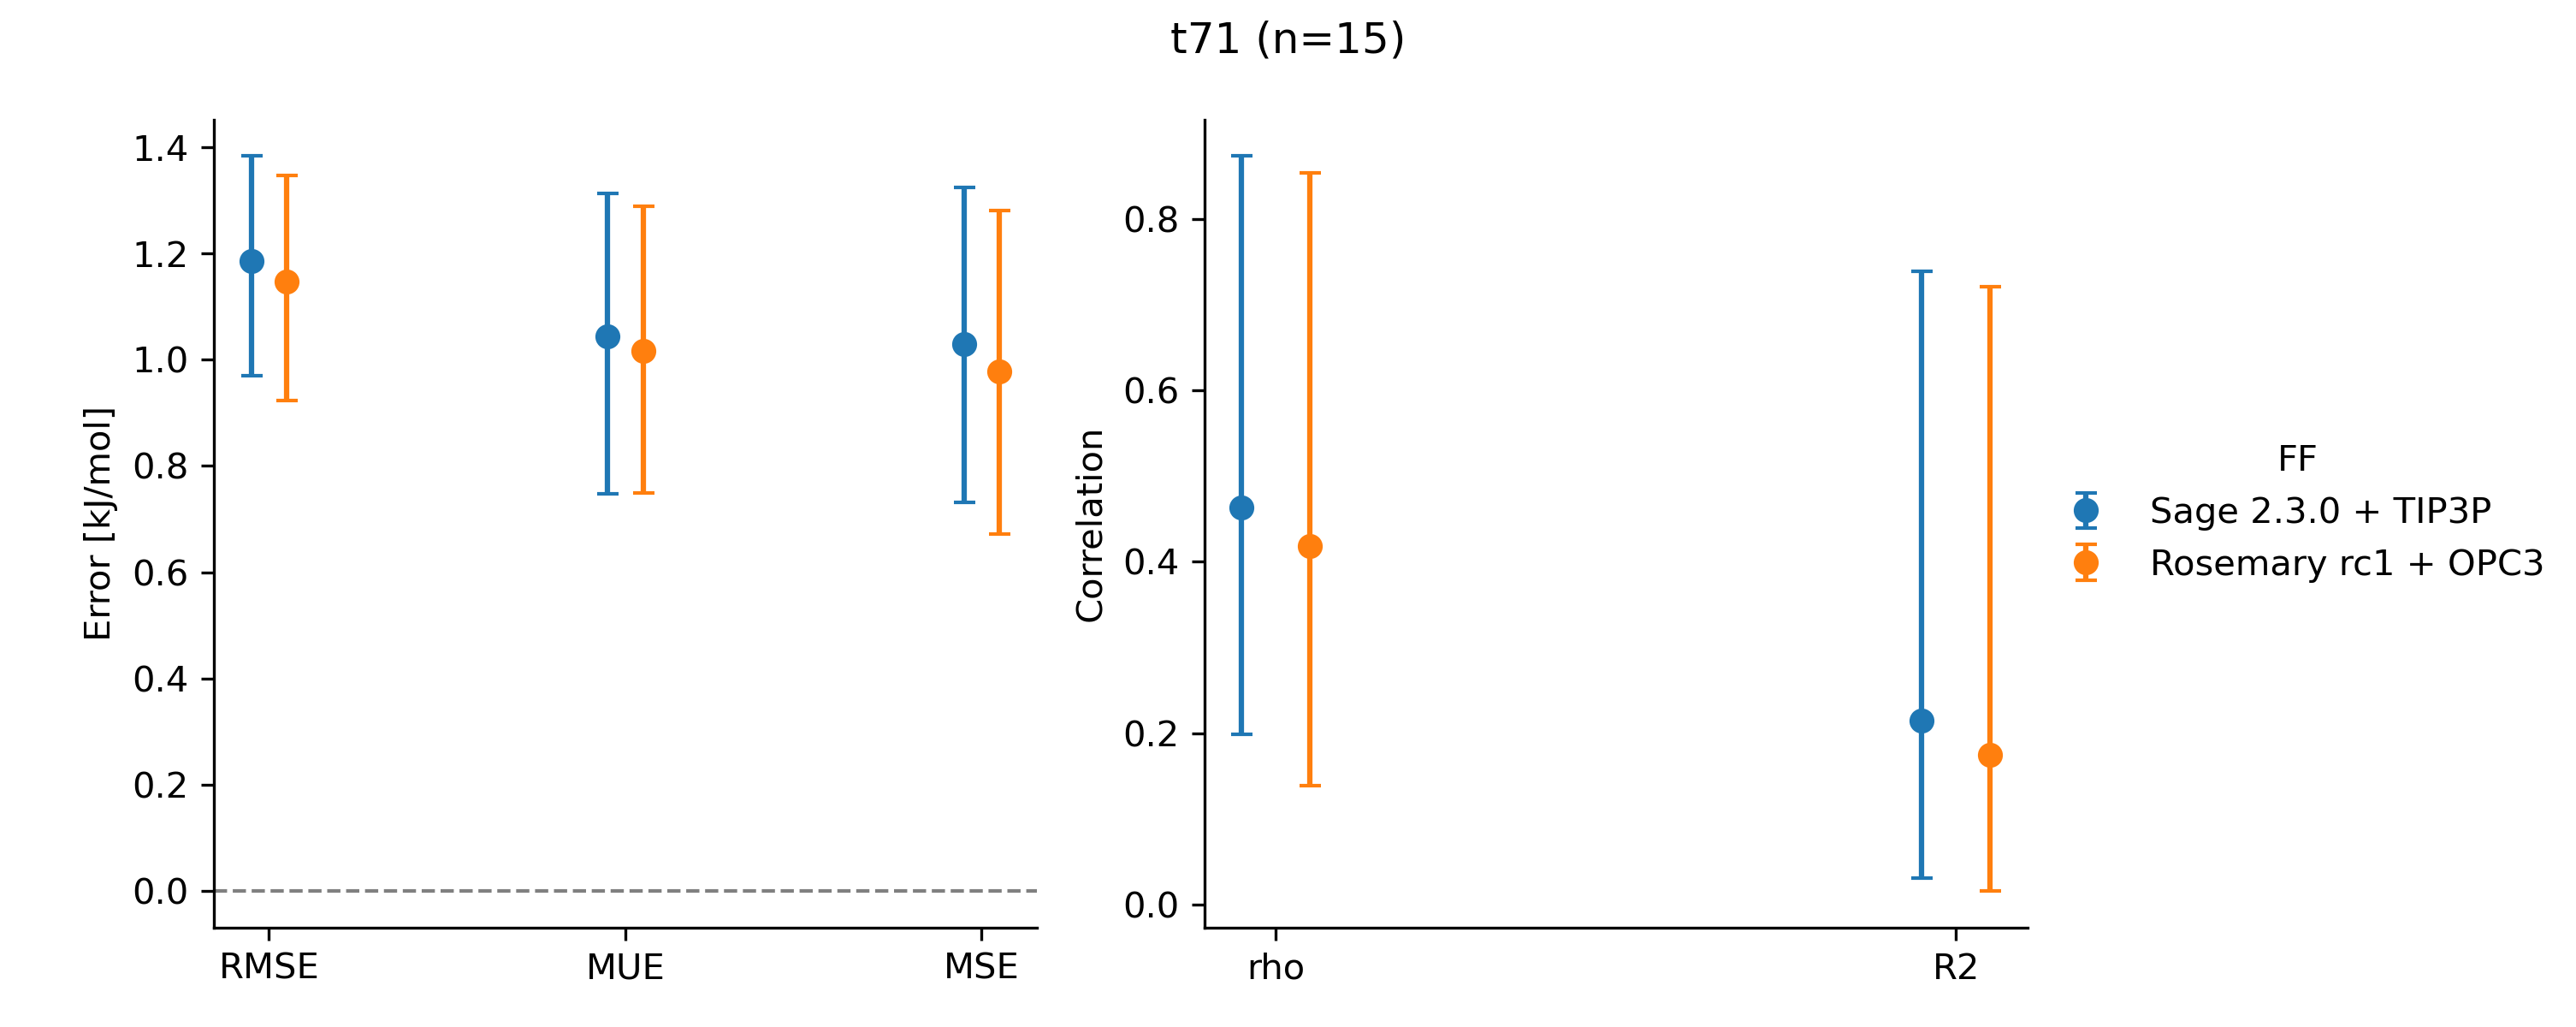 t71 (n=15)
Error [kJ/mol]
1.4
1.2
1.0
0.8
0.6
0.4
0.2
0.0
RMSE
MUE
MSE
Correlation
0.8
0.6
0.4
0.2
0.0
rho
R2
FF
Sage 2.3.0 + TIP3P
Rosemary rc1 + OPC3